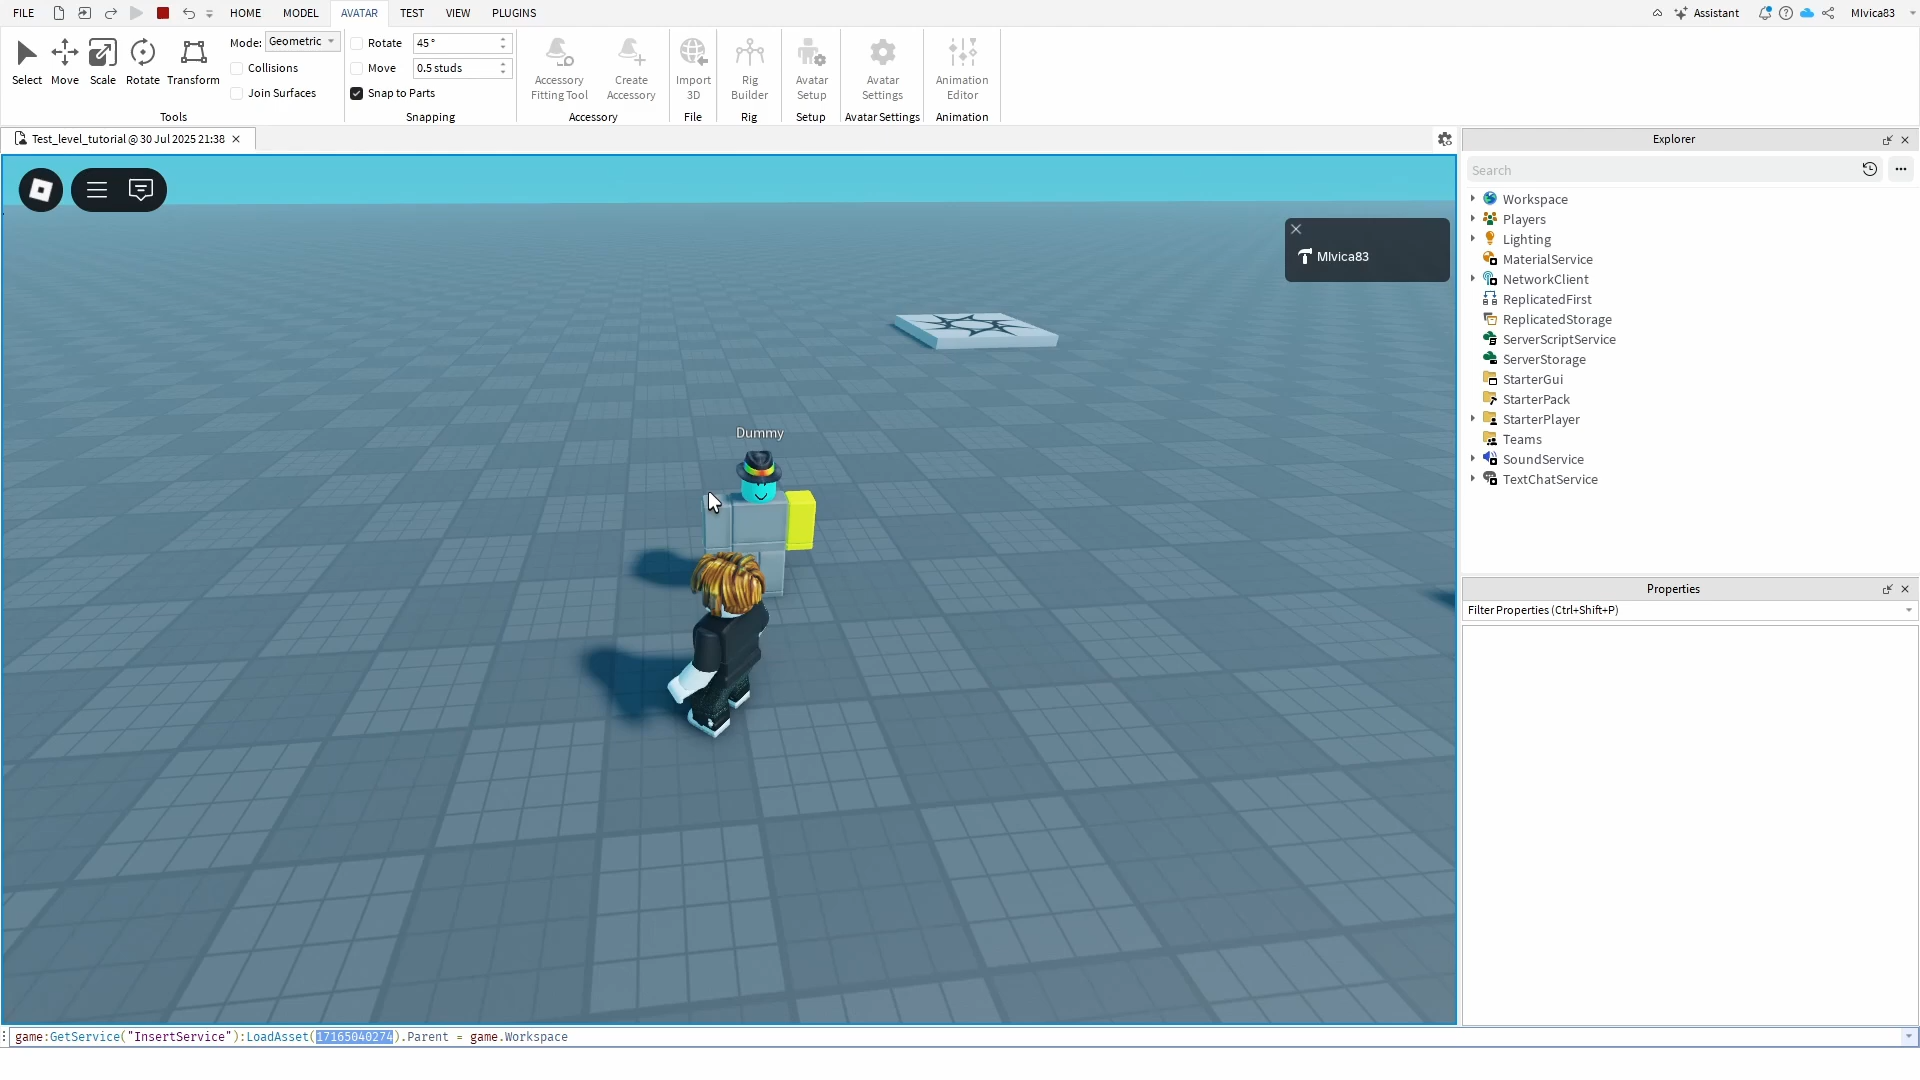 FILE HOME MODEL AVATAR TEST VIEW PLUGINS Assistant MIvica83
Select Move Scale Rotate Transform
Mode: Geometric
Collisions
Join Surfaces
Tools
Rotate 45°
Move 0.5 studs
Snap to Parts
Snapping
Accessory
Fitting Tool
Create
Accessory
Accessory
Import
3D
File
Rig
Builder
Rig
Avatar
Setup
Setup
Avatar
Settings
Avatar Settings
Animation
Editor
Animation
Test_level_tutorial @ 30 Jul 2025 21:38
MIvica83
Dummy
Explorer
Search
Workspace
Players
Lighting
MaterialService
NetworkClient
ReplicatedFirst
ReplicatedStorage
ServerScriptService
ServerStorage
StarterGui
StarterPack
StarterPlayer
Teams
SoundService
TextChatService
Properties
Filter Properties (Ctrl+Shift+P)
game:GetService("InsertService"):LoadAsset(17165040274).Parent = game.Workspace